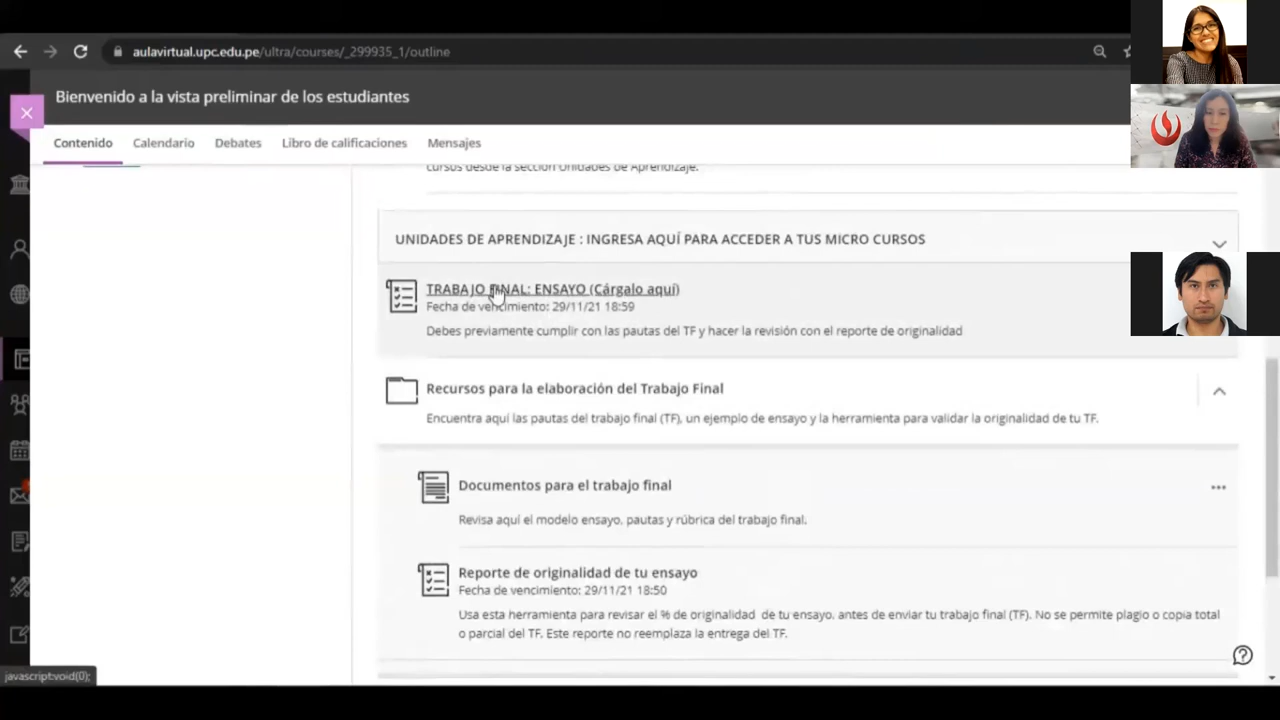 aulavirtual.upc.edu.pe/ultra/courses/_299935_1/outline
Bienvenido a la vista preliminar de los estudiantes
Contenido Calendario Debates Libro de calificaciones Mensajes
cursos desde la sección Unidades de Aprendizaje.
UNIDADES DE APRENDIZAJE : INGRESA AQUÍ PARA ACCEDER A TUS MICRO CURSOS
TRABAJO FINAL: ENSAYO (Cárgalo aquí)
Fecha de vencimiento: 29/11/21 18:59
Debes previamente cumplir con las pautas del TF y hacer la revisión con el reporte de originalidad
Recursos para la elaboración del Trabajo Final
Encuentra aquí las pautas del trabajo final (TF), un ejemplo de ensayo y la herramienta para validar la originalidad de tu TF.
Documentos para el trabajo final
Revisa aquí el modelo ensayo, pautas y rúbrica del trabajo final.
Reporte de originalidad de tu ensayo
Fecha de vencimiento: 29/11/21 18:50
Usa esta herramienta para revisar el % de originalidad de tu ensayo, antes de enviar tu trabajo final (TF). No se permite plagio o copia total
o parcial del TF. Este reporte no reemplaza la entrega del TF.
javascript:void(0);